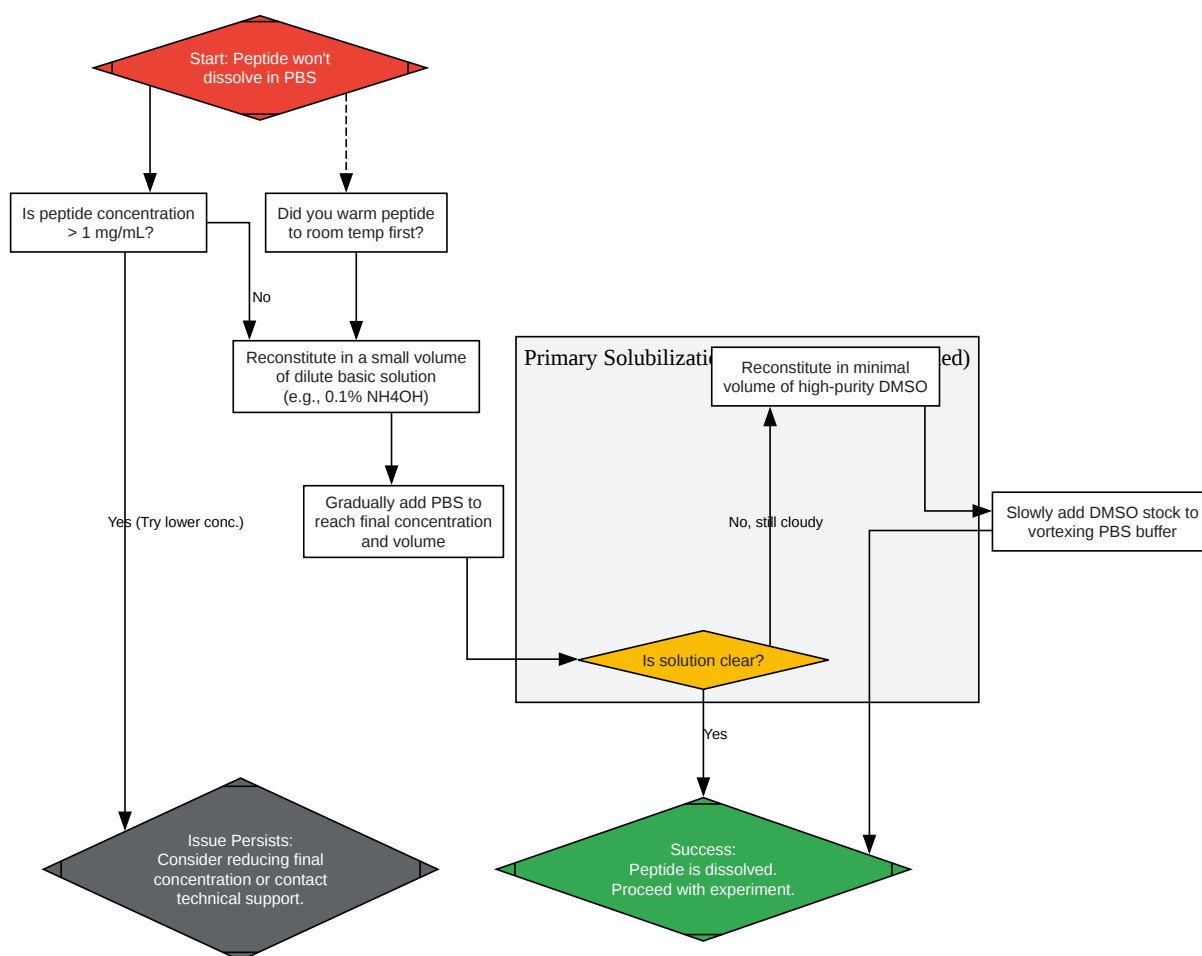 Start: Peptide won't
dissolve in PBS
Is peptide concentration
> 1 mg/mL?
Did you warm peptide
to room temp first?
No
Reconstitute in a small volume
of dilute basic solution
(e.g., 0.1% NH4OH)
Primary
Reconstitute in minimal
volume of high-purity DMSO
Gradually add PBS to
reach final concentration
and volume
Yes (Try lower conc.)
No, still cloudy
Slowly add DMSO stock to
vortexing PBS buffer
Is solution clear?
Yes
Issue Persists:
Consider reducing final
concentration or contact
technical support.
Success:
Peptide is dissolved.
Proceed with experiment.